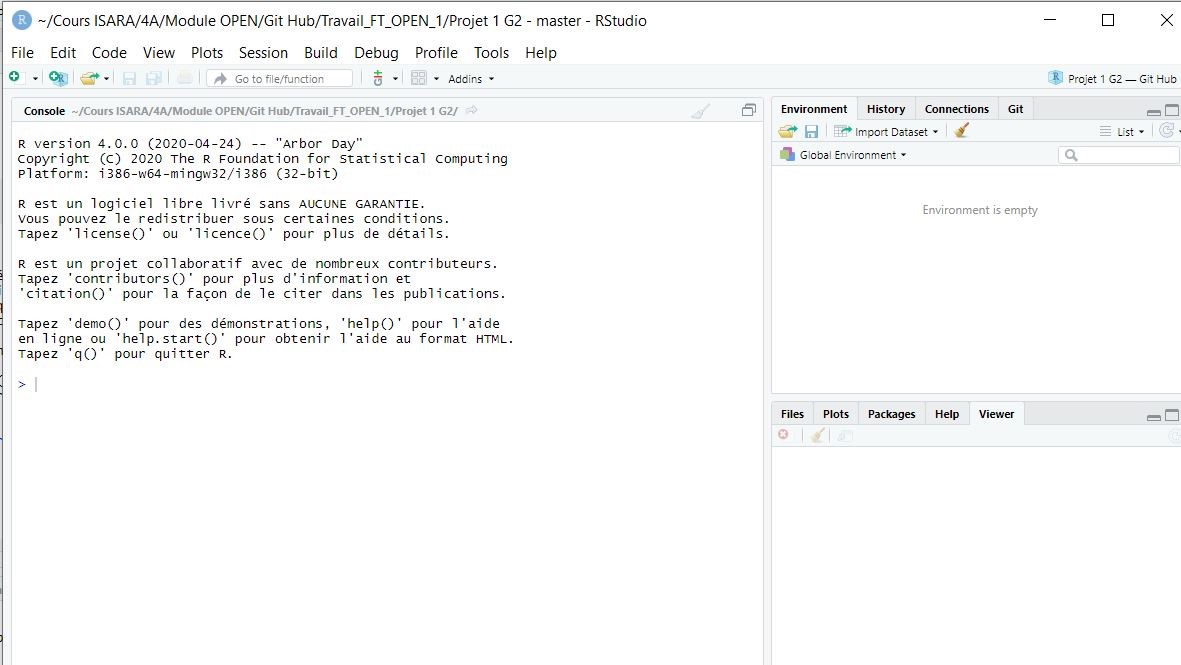 ~/Cours ISARA/4A/Module OPEN/Git Hub/Travail_FT_OPEN_1/Projet 1 G2 - master - RStudio
File Edit Code View Plots Session Build Debug Profile Tools Help
Go to file/function Addins Projet 1 G2 — Git Hub
Console ~/Cours ISARA/4A/Module OPEN/Git Hub/Travail_FT_OPEN_1/Projet 1 G2/
R version 4.0.0 (2020-04-24) -- "Arbor Day"
Copyright (C) 2020 The R Foundation for Statistical Computing
Platform: i386-w64-mingw32/i386 (32-bit)
R est un logiciel libre livré sans AUCUNE GARANTIE.
Vous pouvez le redistribuer sous certaines conditions.
Tapez 'license()' ou 'licence()' pour plus de détails.
R est un projet collaboratif avec de nombreux contributeurs.
Tapez 'contributors()' pour plus d'information et
'citation()' pour la façon de le citer dans les publications.
Tapez 'demo()' pour des démonstrations, 'help()' pour l'aide
en ligne ou 'help.start()' pour obtenir l'aide au format HTML.
Tapez 'q()' pour quitter R.
>
Environment History Connections Git
Import Dataset List
Global Environment
Environment is empty
Files Plots Packages Help Viewer